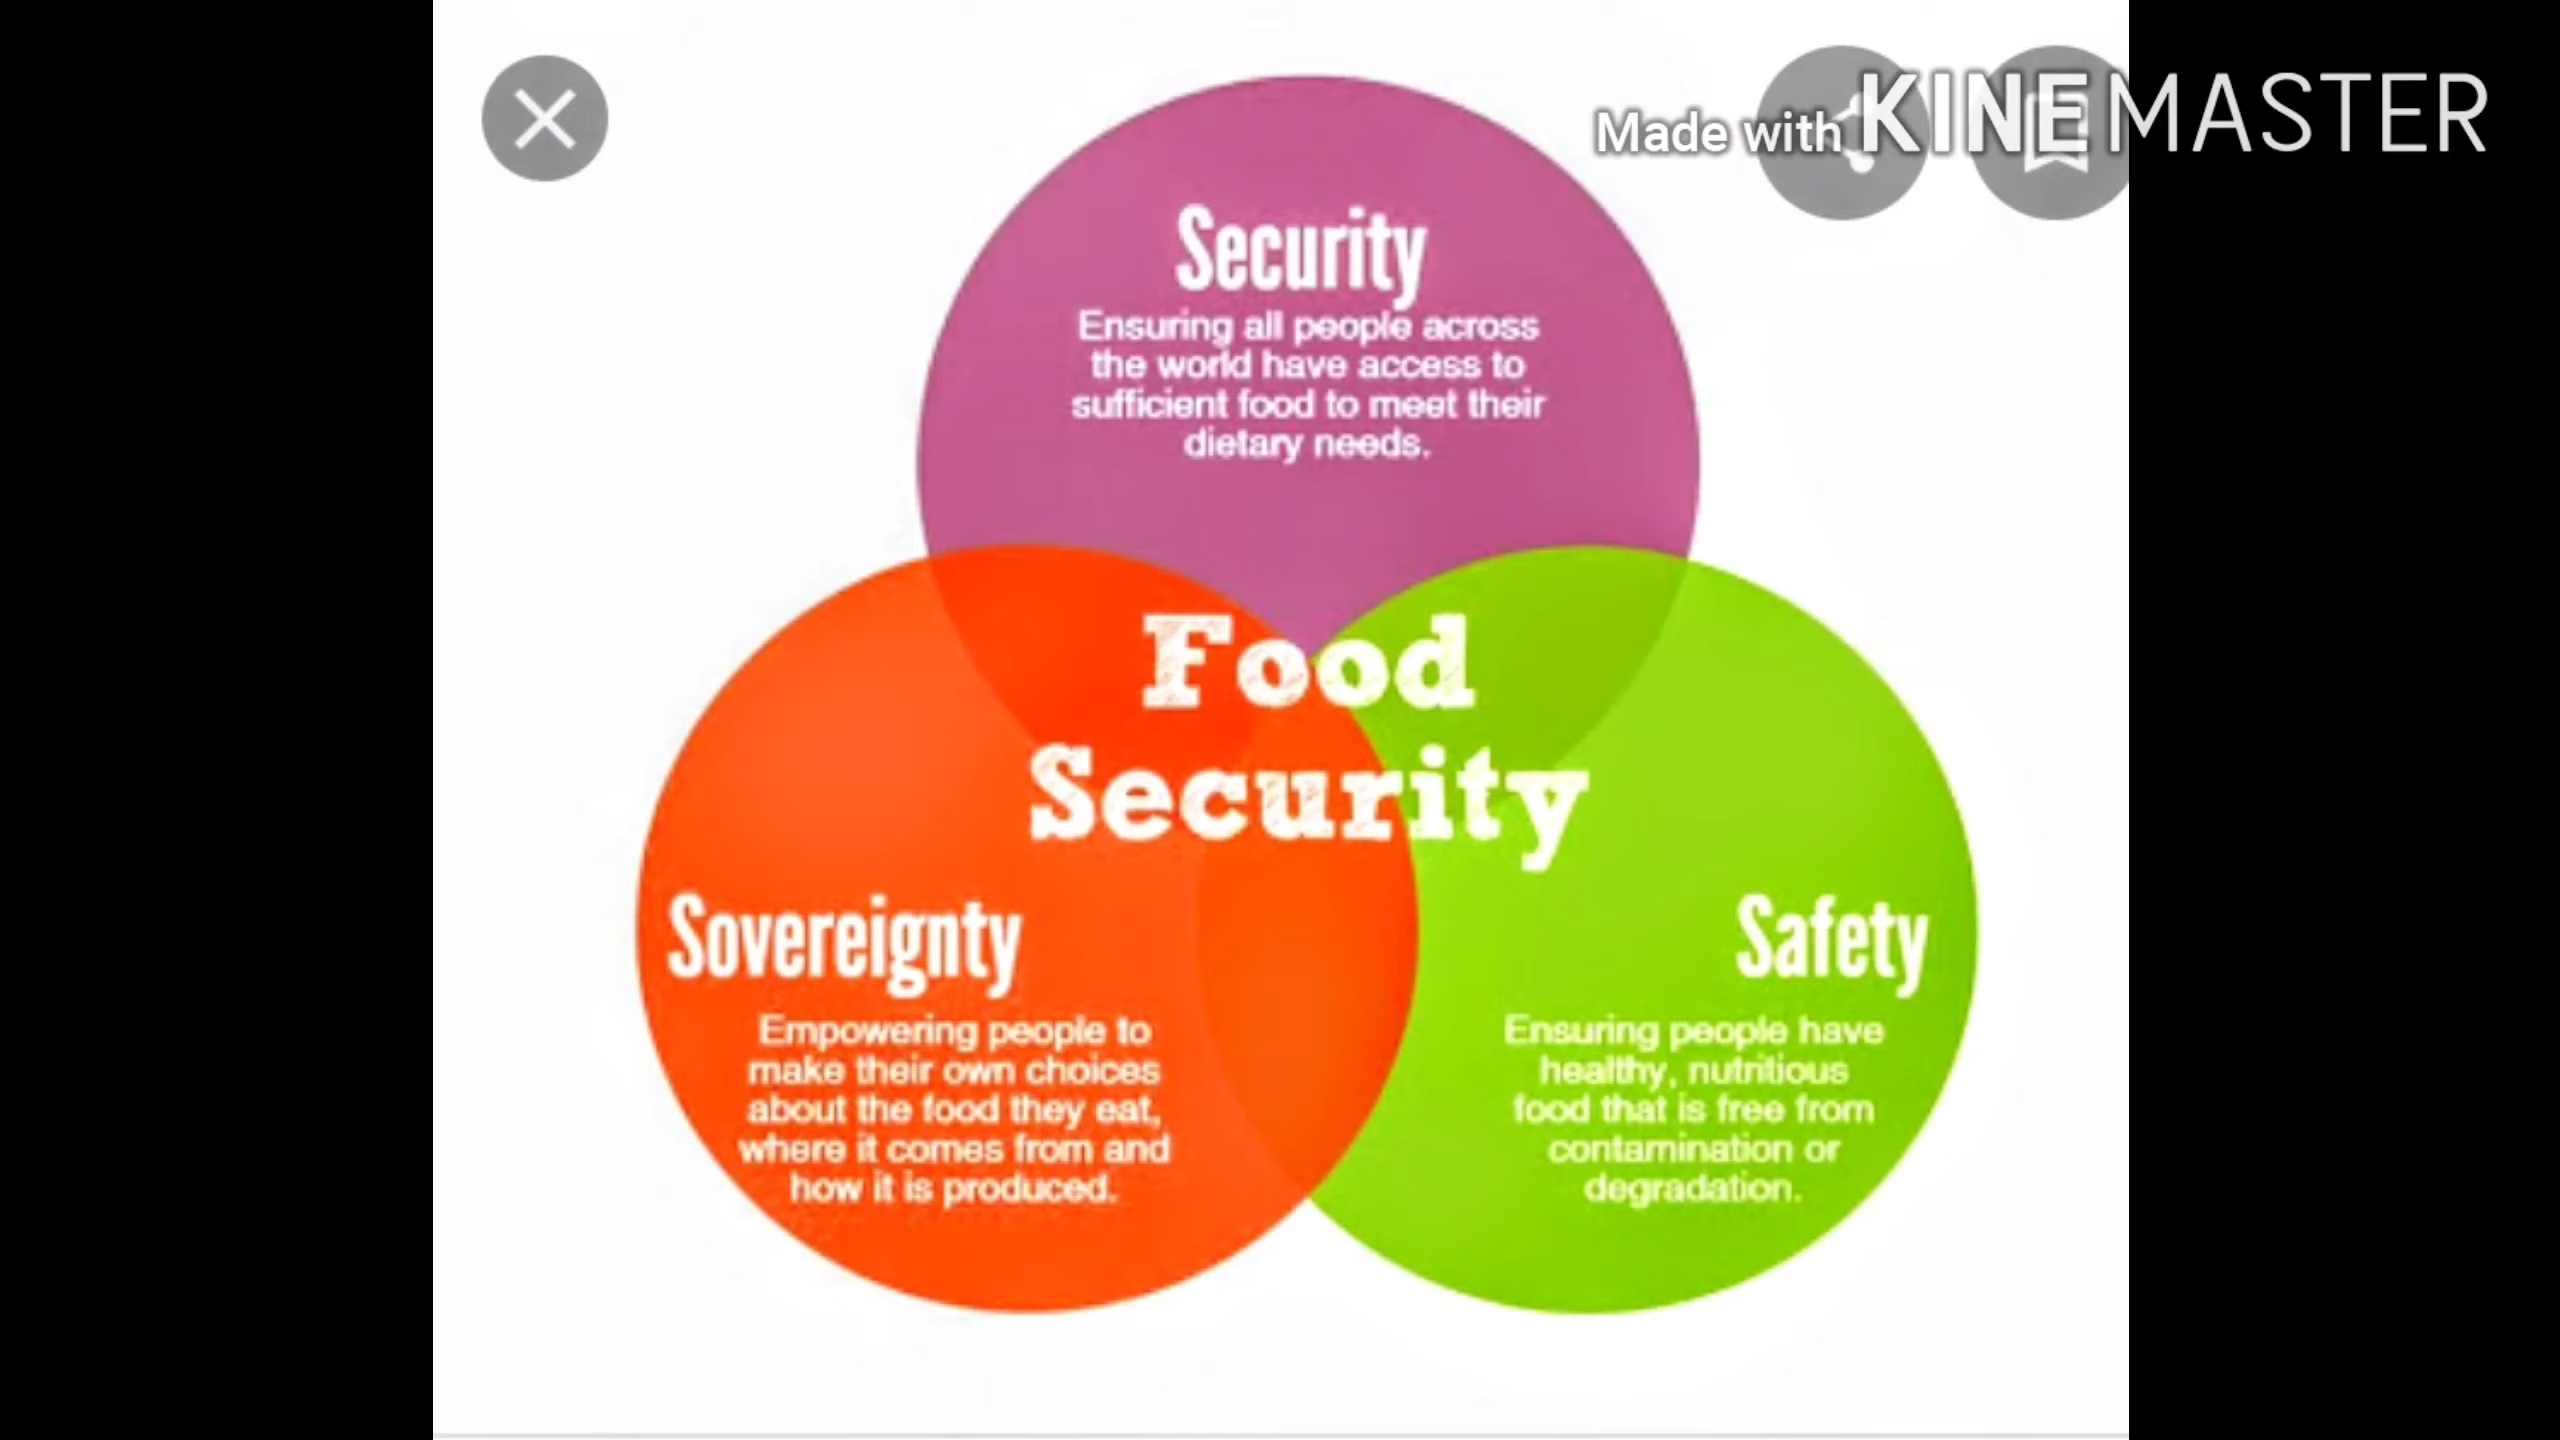 Made with KINEMASTER
Security
Ensuring all people across
the world have access to
sufficient food to meet their
dietary needs.
Food
Security
Sovereignty
Empowering people to
make their own choices
about the food they eat,
where it comes from and
how it is produced.
Safety
Ensuring people have
healthy, nutritious
food that is free from
contamination or
degradation.